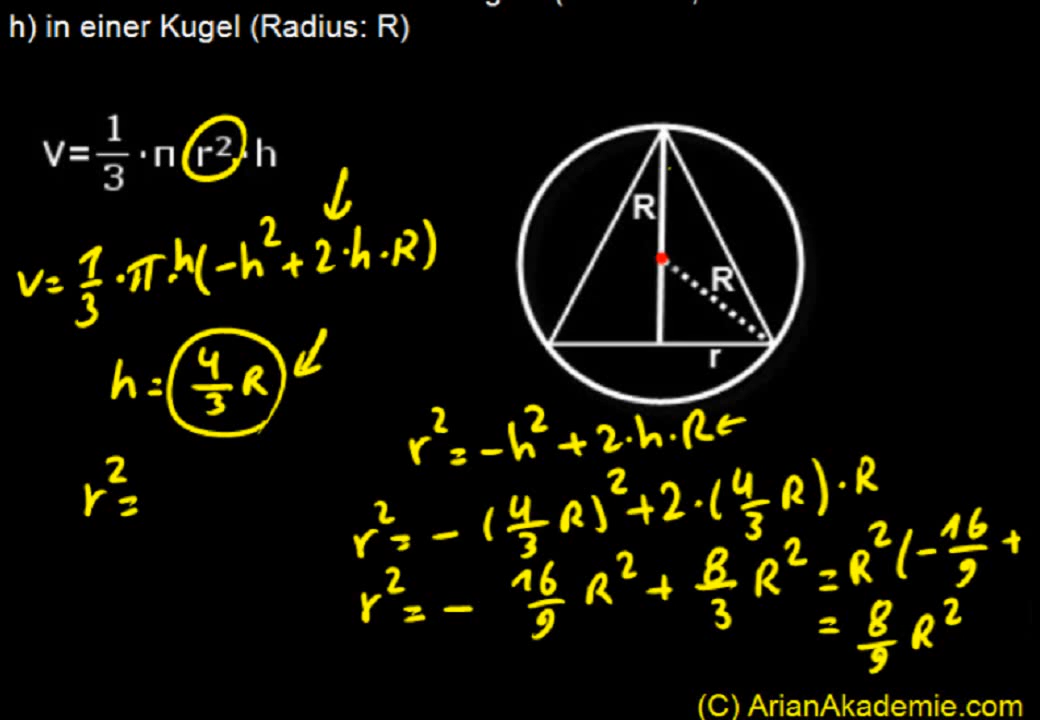 h) in einer Kugel (Radius: R)
V=1/3·π r²·h
V=1/3·π·h(-h²+2·h·R)
h=4/3 R
r²=
R
R
r
r²=-h²+2·h·R←
r²=-(4/3 R)²+2·(4/3 R)·R
r²=-16/9 R²+8/3 R²=R²(-16/9+
=8/9 R²
(C) ArianAkademie.com